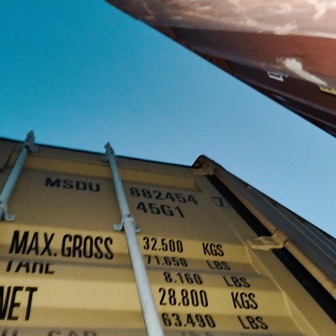 MSDU 882454 7
45G1
MAX. GROSS 32.500 KGS
71.650 LBS
TARE
8.160 LBS
NET 28.800 KGS
63.490 LBS
CAP